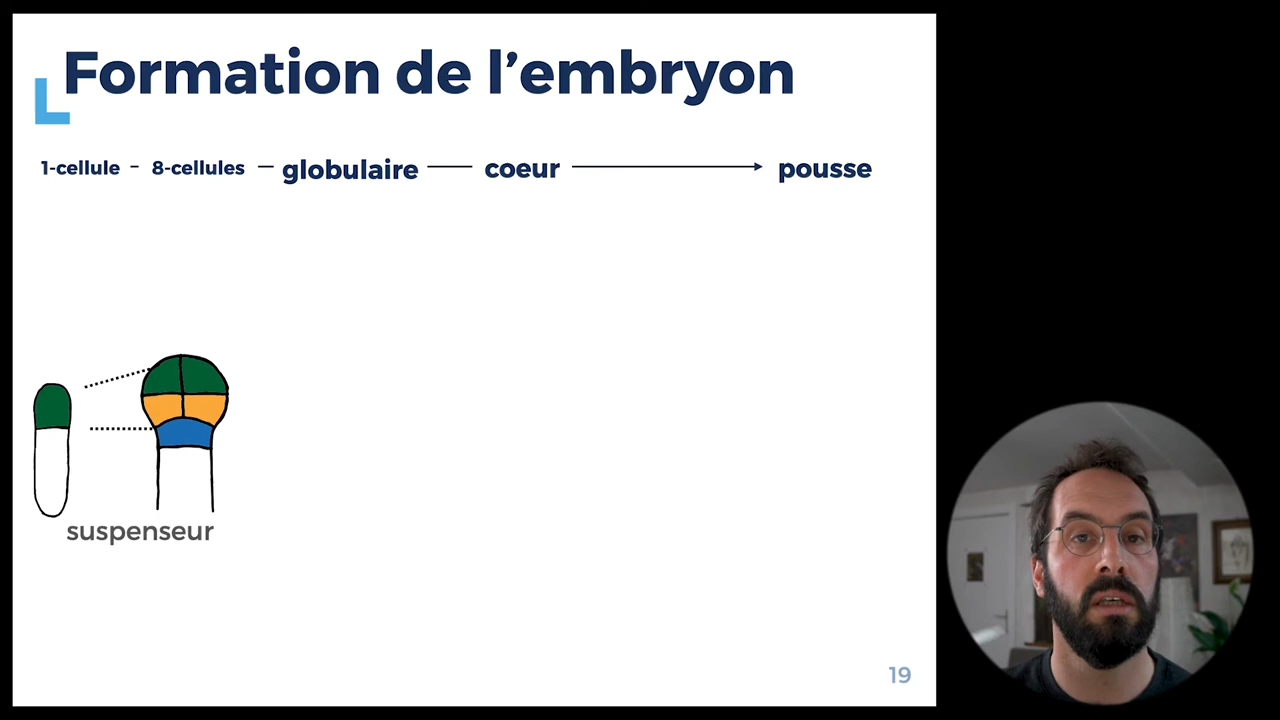 Formation de l’embryon
1-cellule – 8-cellules — globulaire — coeur → pousse
suspenseur
19